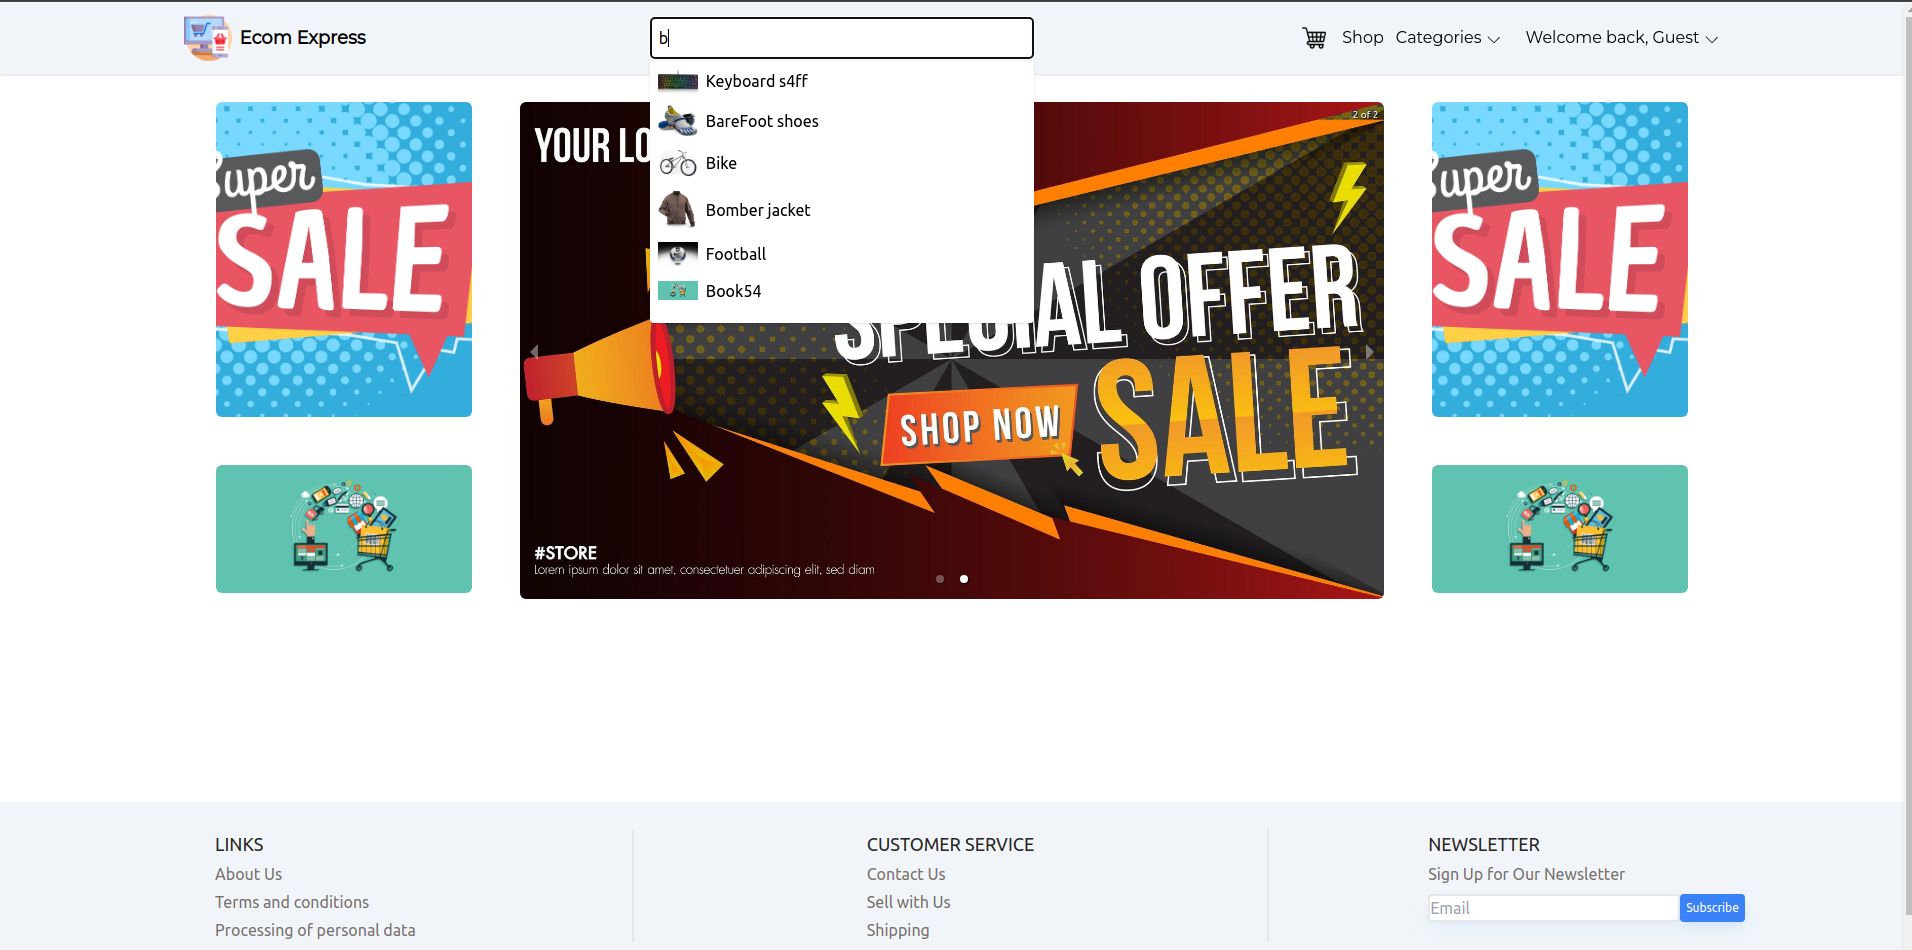 Ecom Express
b
Shop
Categories
Welcome back, Guest
Keyboard s4ff
BareFoot shoes
Bike
Bomber jacket
Football
Book54
Super
SALE
YOUR LO
2 of 2
SPECIAL OFFER
SALE
SHOP NOW
#STORE
Lorem ipsum dolor sit amet, consectetuer adipiscing elit, sed diam
Super
SALE
LINKS
About Us
Terms and conditions
Processing of personal data
CUSTOMER SERVICE
Contact Us
Sell with Us
Shipping
NEWSLETTER
Sign Up for Our Newsletter
Email
Subscribe